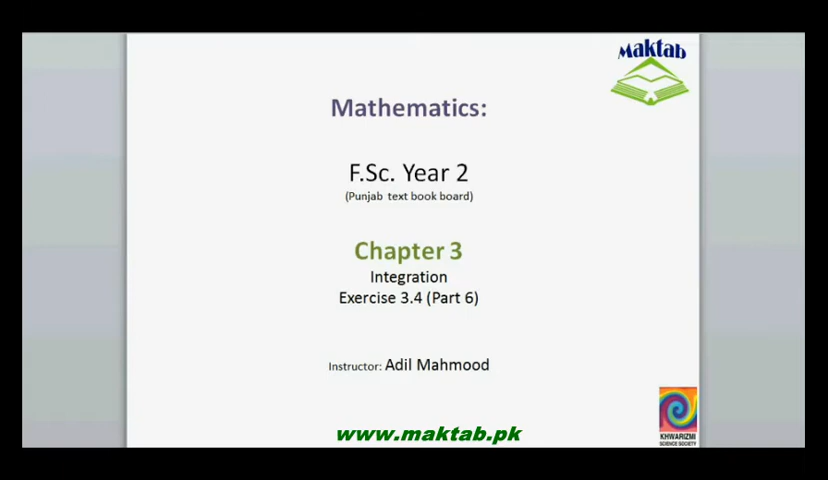 Maktab
Mathematics:
F.Sc. Year 2
(Punjab text book board)
Chapter 3
Integration
Exercise 3.4 (Part 6)
Instructor: Adil Mahmood
www.maktab.pk
KHWARIZMI
SCIENCE SOCIETY